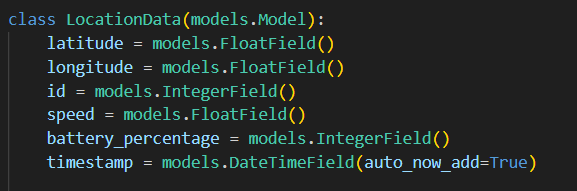 class LocationData(models.Model):
    latitude = models.FloatField()
    longitude = models.FloatField()
    id = models.IntegerField()
    speed = models.FloatField()
    battery_percentage = models.IntegerField()
    timestamp = models.DateTimeField(auto_now_add=True)